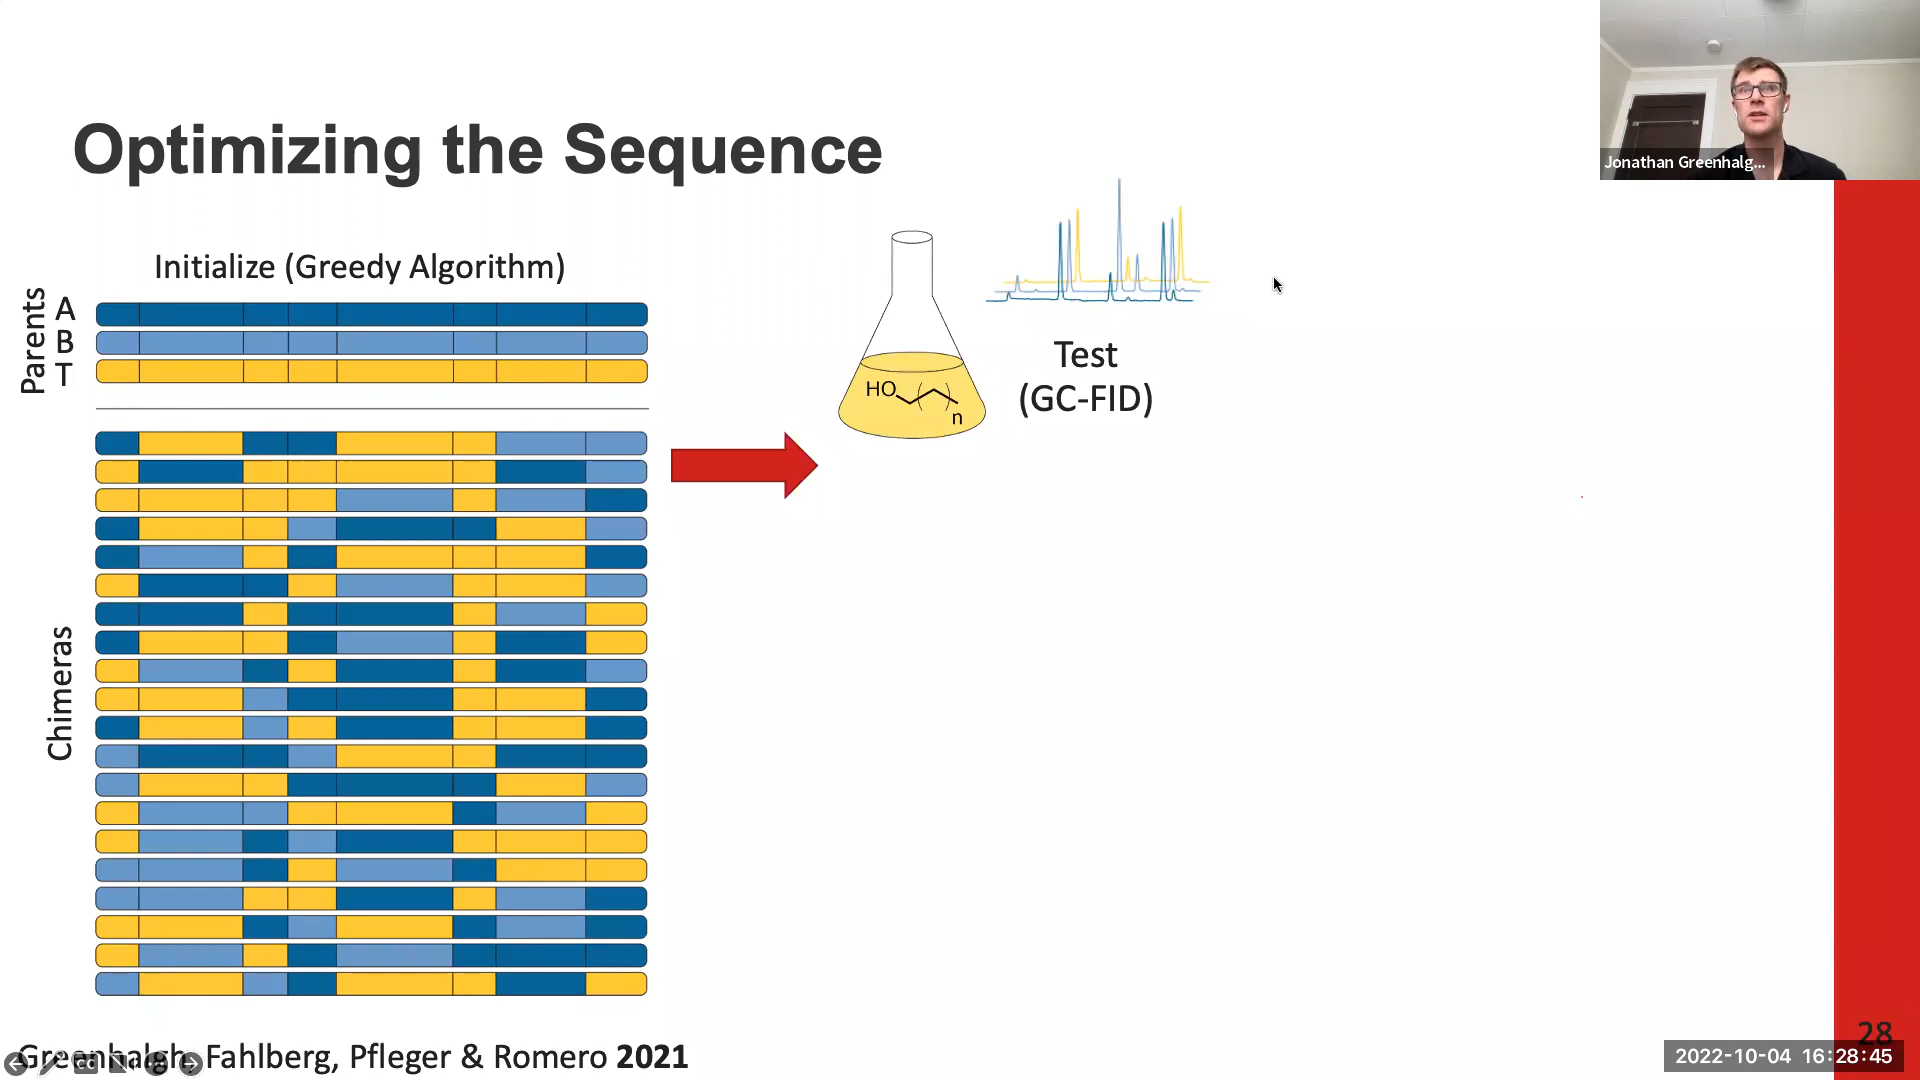 Optimizing the Sequence
Jonathan Greenhalg...
Initialize (Greedy Algorithm)
Parents
A
B
T
Chimeras
HO
n
Test
(GC-FID)
Greenhalgh, Fahlberg, Pfleger & Romero 2021
28
2022-10-04 16:28:45